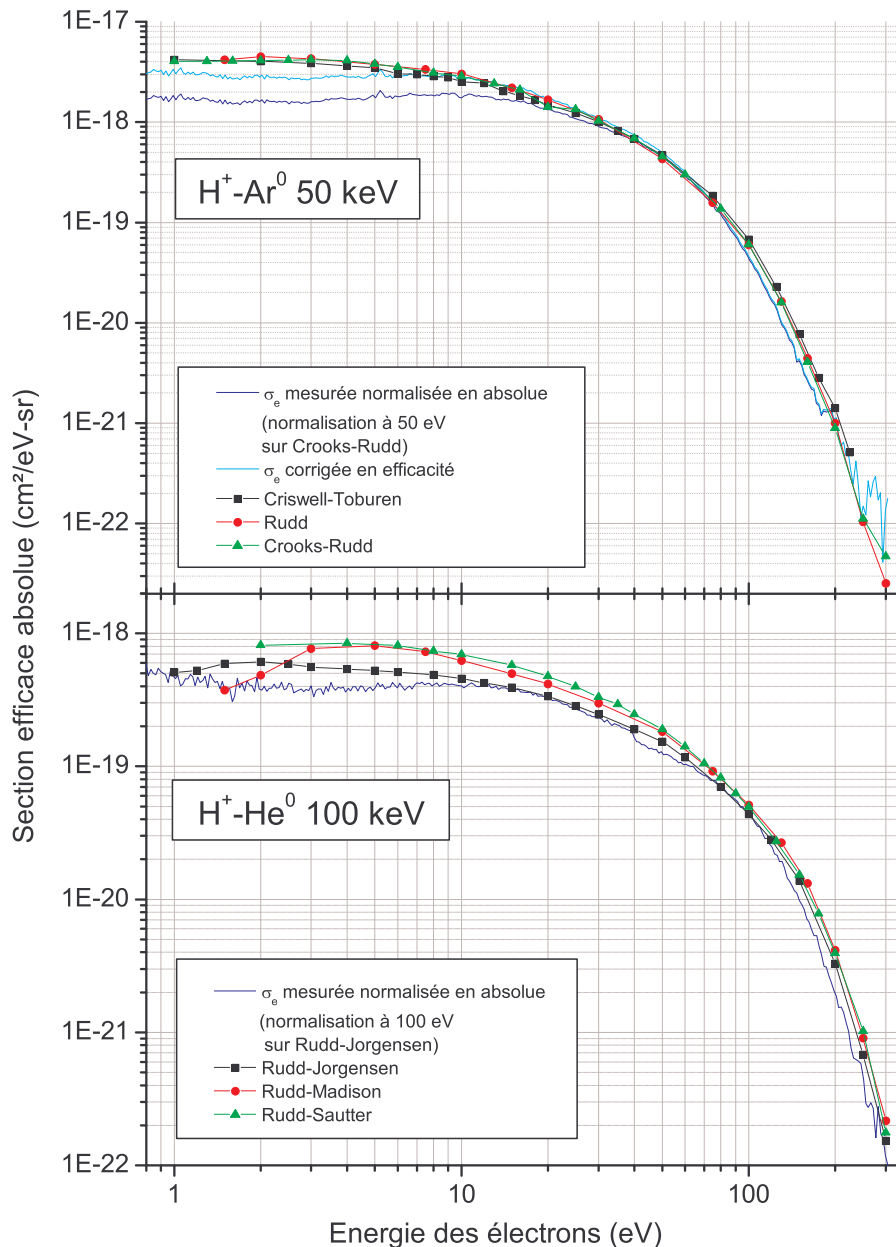 1E-17
1E-18
1E-19
1E-20
1E-21
1E-22
H+-Ar0 50 keV
σe mesurée normalisée en absolue
(normalisation à 50 eV
sur Crooks-Rudd)
σe corrigée en efficacité
Criswell-Toburen
Rudd
Crooks-Rudd
Section efficace absolue (cm²/eV-sr)
1E-18
1E-19
1E-20
1E-21
1E-22
H+-He0 100 keV
σe mesurée normalisée en absolue
(normalisation à 100 eV
sur Rudd-Jorgensen)
Rudd-Jorgensen
Rudd-Madison
Rudd-Sautter
1 10 100
Energie des électrons (eV)